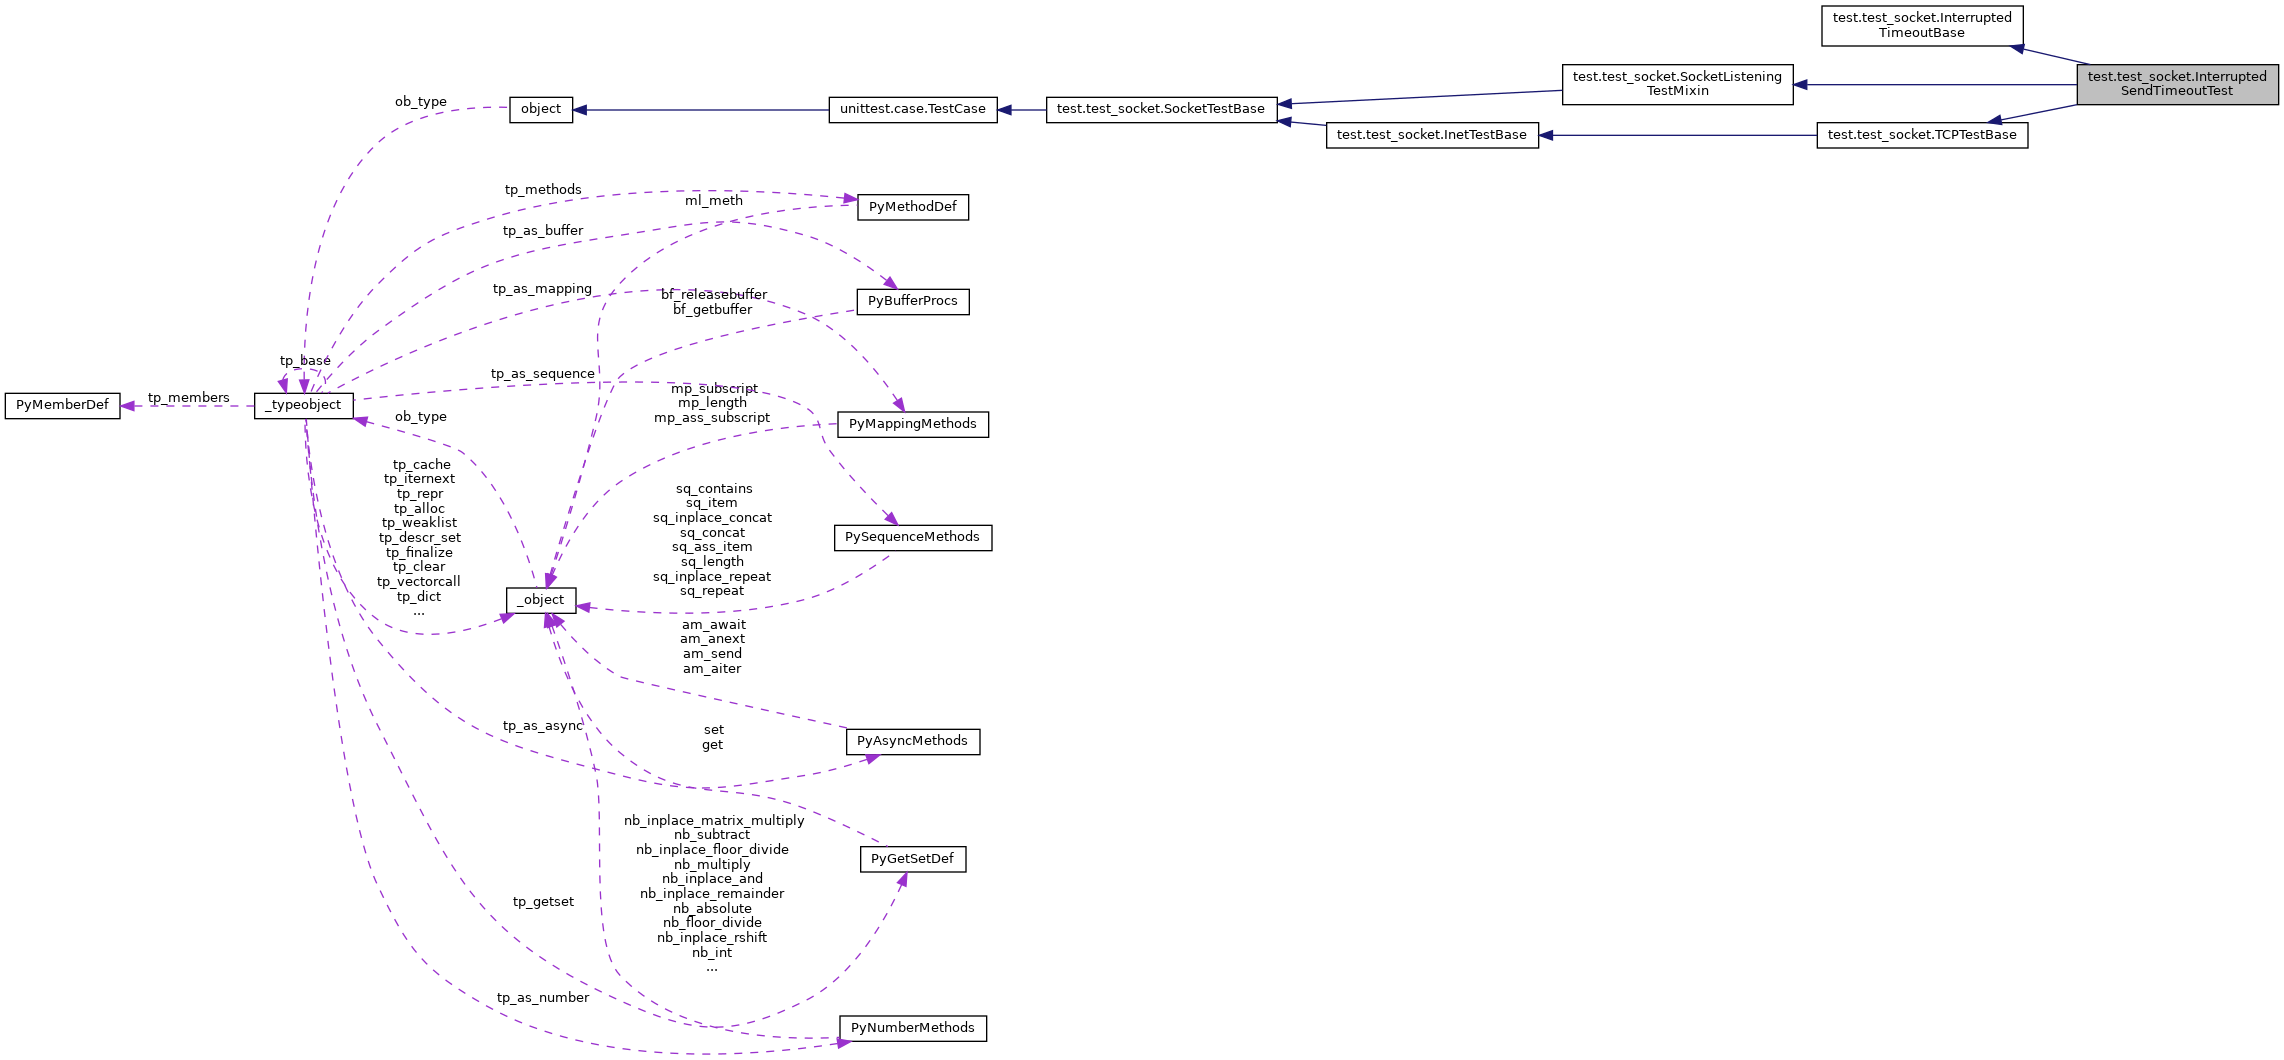 test.test_socket.Interrupted
TimeoutBase
test.test_socket.SocketListening
TestMixin
test.test_socket.Interrupted
SendTimeoutTest
ob_type
object
unittest.case.TestCase
test.test_socket.SocketTestBase
test.test_socket.InetTestBase
test.test_socket.TCPTestBase
tp_methods
ml_meth
PyMethodDef
tp_as_buffer
tp_as_mapping
bf_releasebuffer
bf_getbuffer
PyBufferProcs
tp_base
tp_as_sequence
mp_subscript
mp_length
mp_ass_subscript
PyMemberDef
tp_members
_typeobject
ob_type
PyMappingMethods
tp_cache
tp_iternext
tp_repr
tp_alloc
tp_weaklist
tp_descr_set
tp_finalize
tp_clear
tp_vectorcall
tp_dict
...
sq_contains
sq_item
sq_inplace_concat
sq_concat
sq_ass_item
sq_length
sq_inplace_repeat
sq_repeat
PySequenceMethods
_object
am_await
am_anext
am_send
am_aiter
tp_as_async
set
get
PyAsyncMethods
nb_inplace_matrix_multiply
nb_subtract
nb_inplace_floor_divide
nb_multiply
nb_inplace_and
nb_inplace_remainder
nb_absolute
nb_floor_divide
nb_inplace_rshift
nb_int
...
PyGetSetDef
tp_getset
tp_as_number
PyNumberMethods